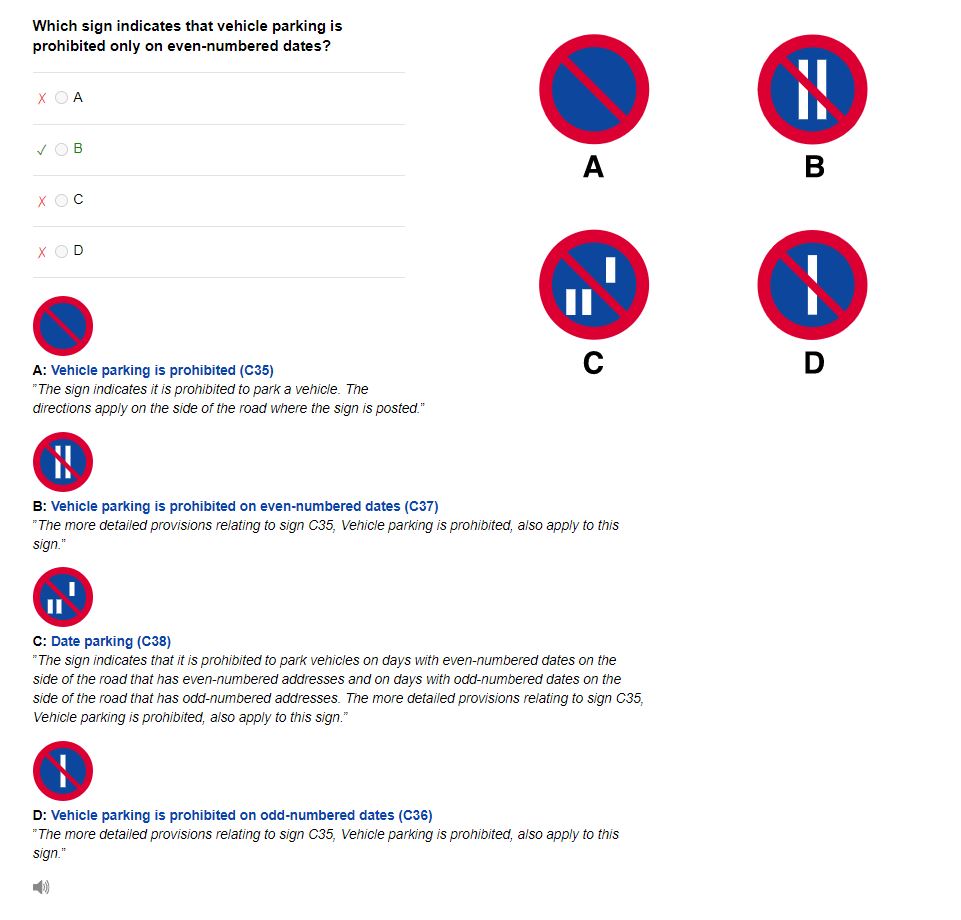 Which sign indicates that vehicle parking is
prohibited only on even-numbered dates?
A
B
C
D
A
B
C
D
A: Vehicle parking is prohibited (C35)
”The sign indicates it is prohibited to park a vehicle. The
directions apply on the side of the road where the sign is posted.”
B: Vehicle parking is prohibited on even-numbered dates (C37)
”The more detailed provisions relating to sign C35, Vehicle parking is prohibited, also apply to this
sign.”
C: Date parking (C38)
”The sign indicates that it is prohibited to park vehicles on days with even-numbered dates on the
side of the road that has even-numbered addresses and on days with odd-numbered dates on the
side of the road that has odd-numbered addresses. The more detailed provisions relating to sign C35,
Vehicle parking is prohibited, also apply to this sign.”
D: Vehicle parking is prohibited on odd-numbered dates (C36)
”The more detailed provisions relating to sign C35, Vehicle parking is prohibited, also apply to this
sign.”